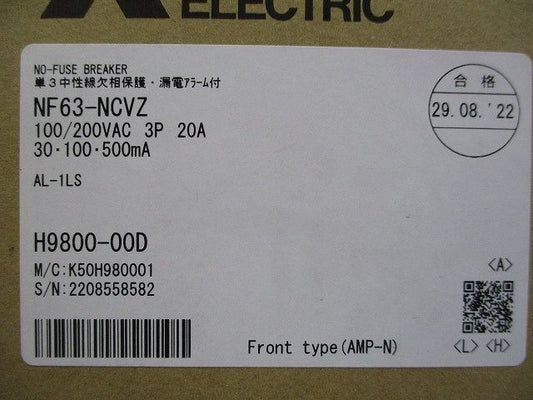 ELECTRIC
NO-FUSE BREAKER
単3中性線欠相保護・漏電ｱﾗｰﾑ付
NF63-NCVZ
100/200VAC 3P 20A
30・100・500mA
AL-1LS
合格
29.08.'22
H9800-00D
M/C:K50H980001
S/N:2208558582
<A>
Front type(AMP-N)
<L> <H>